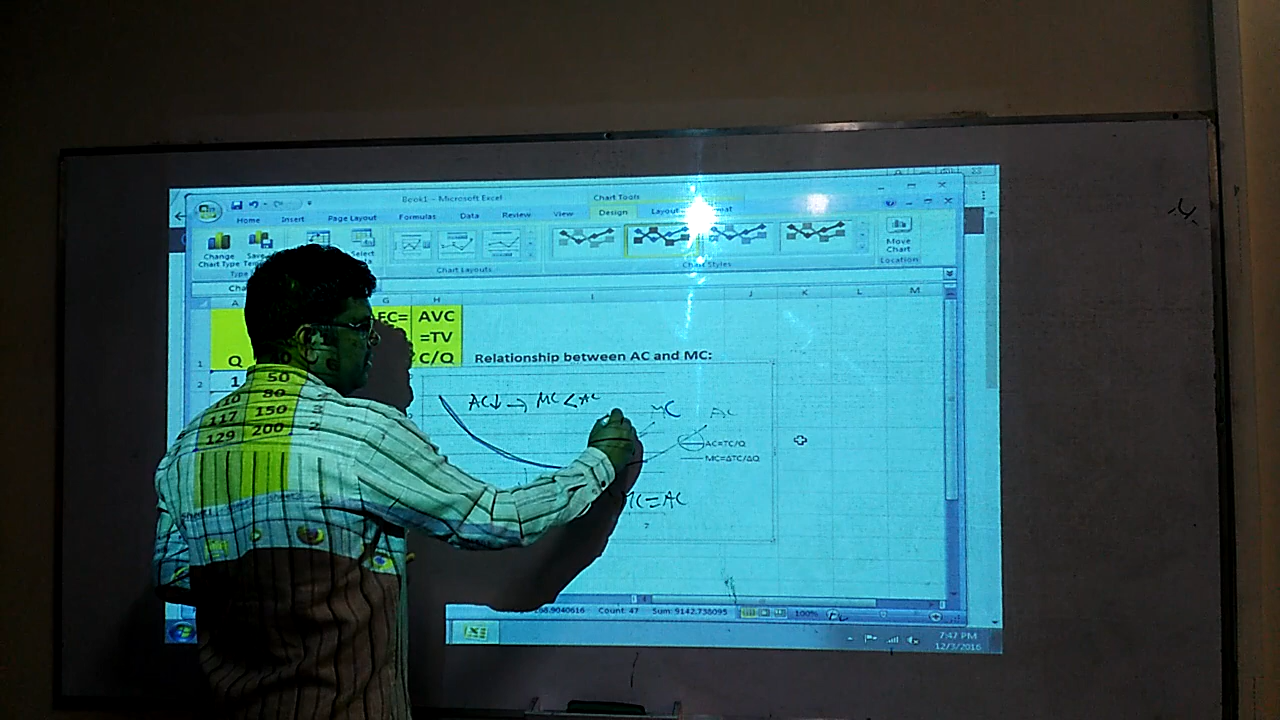 Book1 - Microsoft Excel
Chart Tools
Home Insert Page Layout Formulas Data Review View Design Layout
Change Chart Type
Select
Chart Layouts
Chart Styles
Move Chart
Location
A G H I J K L M
AVC
=TV
Q C/Q
Relationship between AC and MC:
1
2
1 50
80
117 150
129 200 2
AC↓ → MC < AC
MC AC
AC=TC/Q
MC=ΔTC/ΔQ
MC=AC
7
Count: 47 Sum: 9142.738095 100%
7:47 PM
12/3/2016